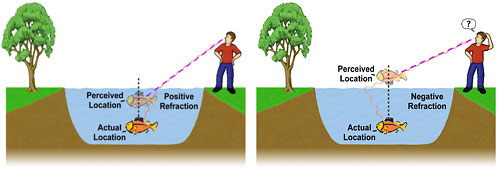 Perceived
Location
Positive
Refraction
Actual
Location
?
Perceived
Location
Negative
Refraction
Actual
Location